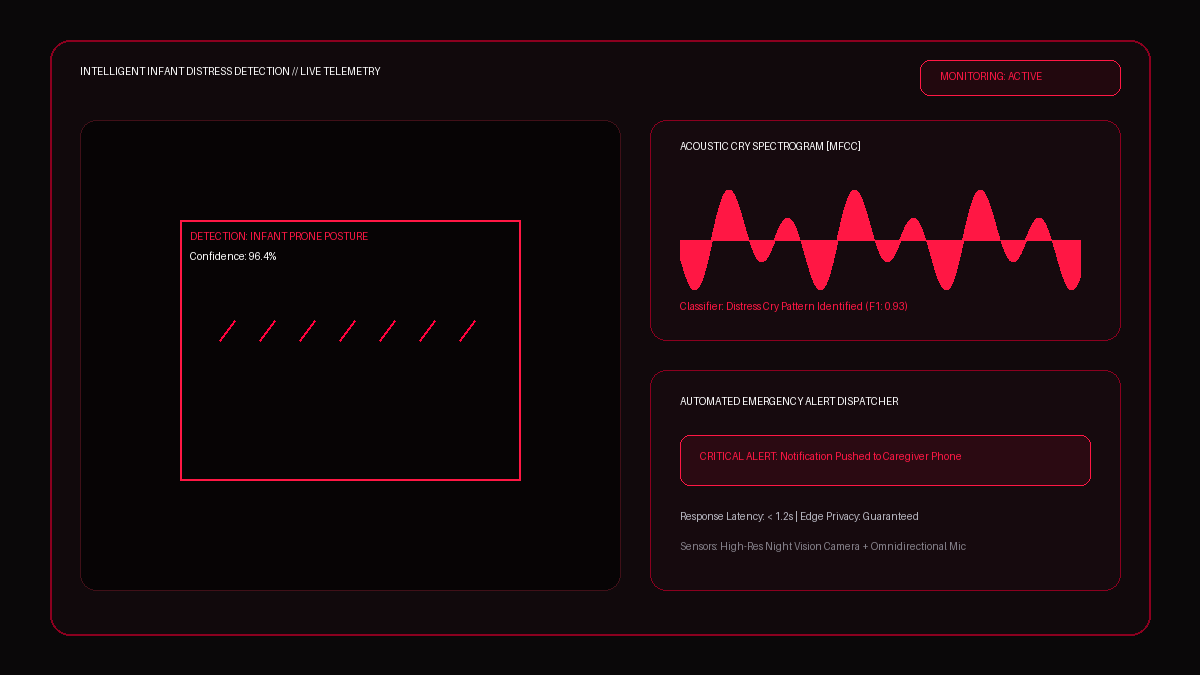 INTELLIGENT INFANT DISTRESS DETECTION // LIVE TELEMETRY
MONITORING: ACTIVE
DETECTION: INFANT PRONE POSTURE
Confidence: 96.4%
ACOUSTIC CRY SPECTROGRAM [MFCC]
Classifier: Distress Cry Pattern Identified (F1: 0.93)
AUTOMATED EMERGENCY ALERT DISPATCHER
CRITICAL ALERT: Notification Pushed to Caregiver Phone
Response Latency: < 1.2s | Edge Privacy: Guaranteed
Sensors: High-Res Night Vision Camera + Omnidirectional Mic